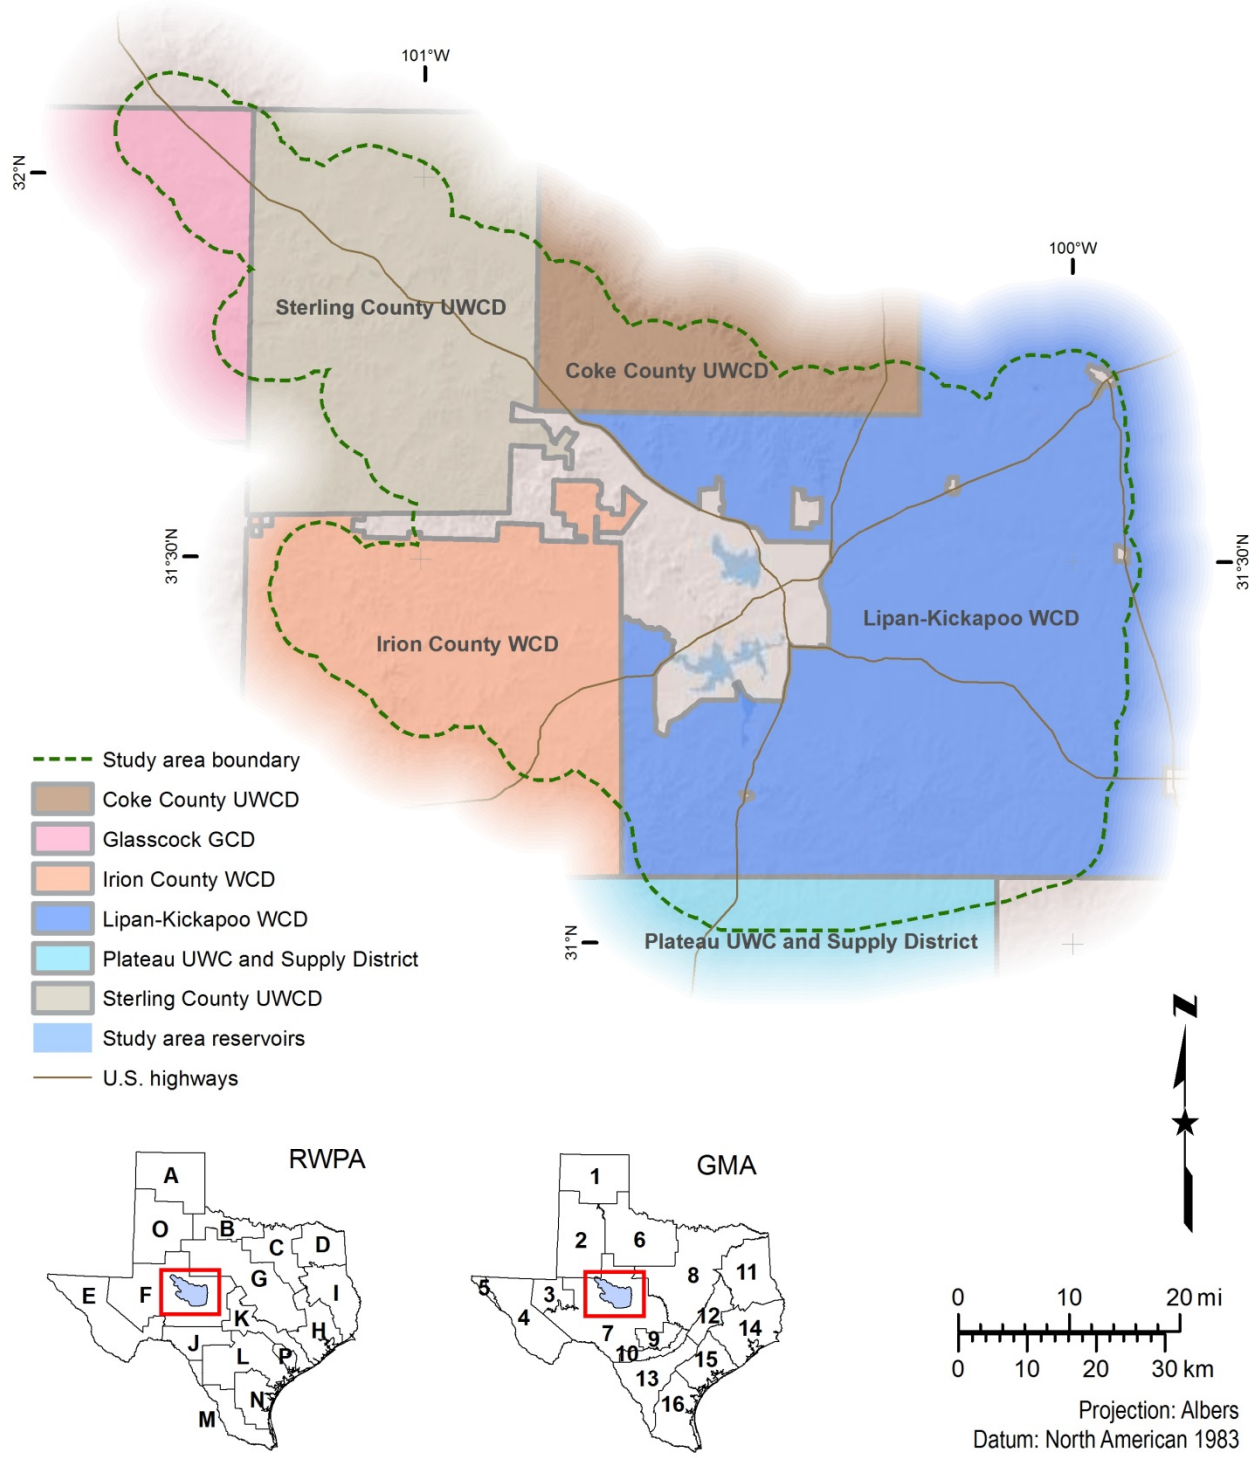 101°W
32°N
100°W
Sterling County UWCD
Coke County UWCD
31°30'N
31°30'N
Lipan-Kickapoo WCD
Irion County WCD
Study area boundary
Coke County UWCD
Glasscock GCD
Irion County WCD
Lipan-Kickapoo WCD
Plateau UWC and Supply District
Sterling County UWCD
Study area reservoirs
U.S. highways
31°N
Plateau UWC and Supply District
N
RWPA
A
O
B
C
D
E
F
G
I
K
H
J
L
P
N
M
GMA
1
2
6
5
3
8
11
4
12
7
9
14
10
15
13
16
0 10 20 mi
0 10 20 30 km
Projection: Albers
Datum: North American 1983